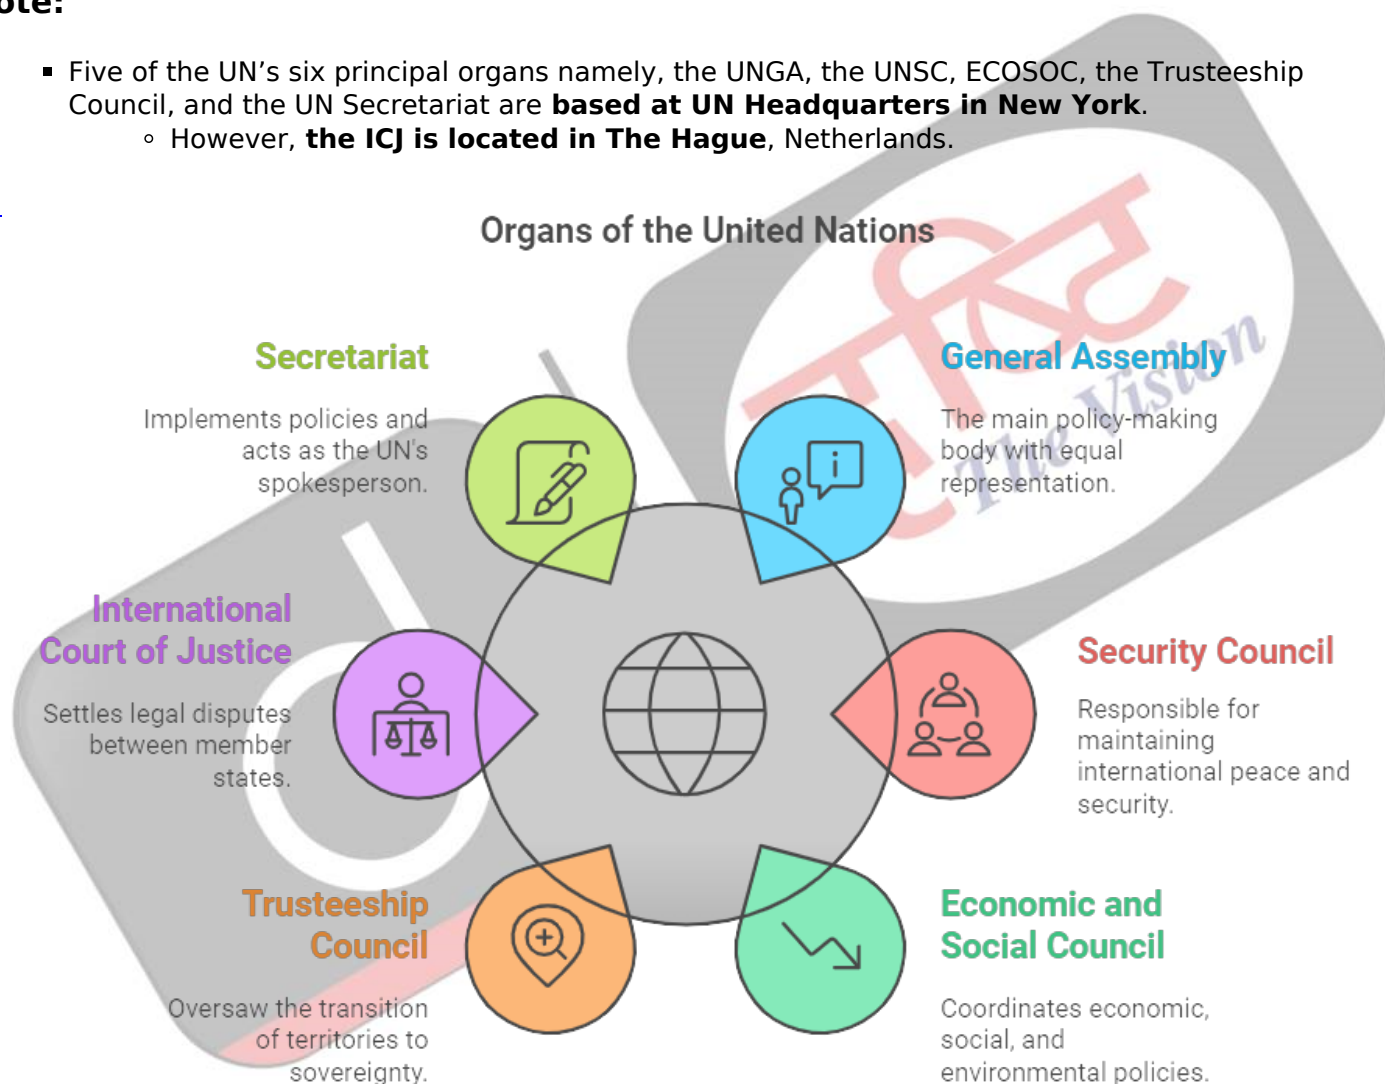 ote:
▪ Five of the UN’s six principal organs namely, the UNGA, the UNSC, ECOSOC, the Trusteeship
Council, and the UN Secretariat are based at UN Headquarters in New York.
◦ However, the ICJ is located in The Hague, Netherlands.
Organs of the United Nations
Secretariat
Implements policies and
acts as the UN's
spokesperson.
General Assembly
The main policy-making
body with equal
representation.
i
दृष्टि
The Vision
International
Court of Justice
Settles legal disputes
between member
states.
Security Council
Responsible for
maintaining
international peace and
security.
Trusteeship
Council
Oversaw the transition
of territories to
sovereignty.
Economic and
Social Council
Coordinates economic,
social, and
environmental policies.